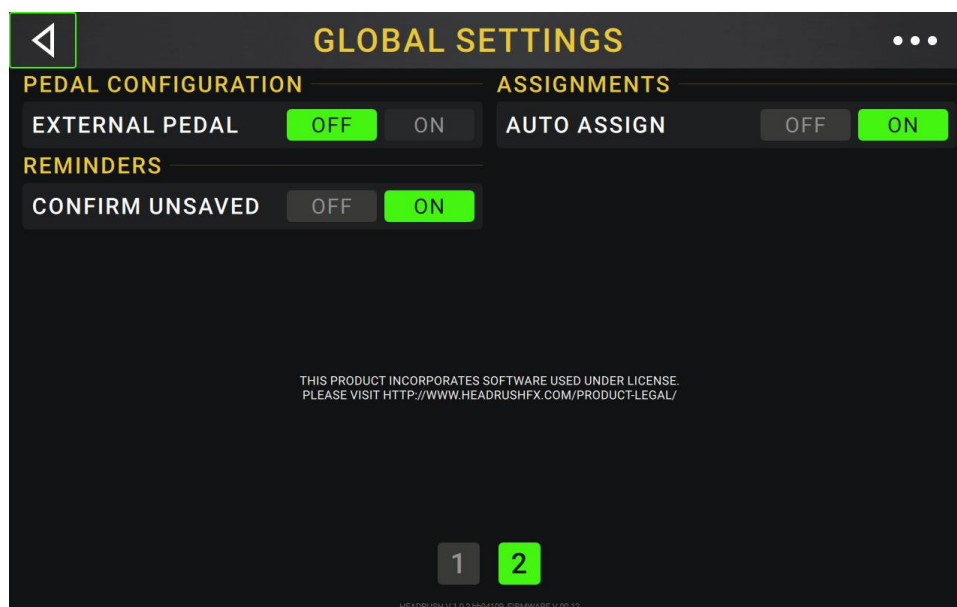 GLOBAL SETTINGS
PEDAL CONFIGURATION
EXTERNAL PEDAL OFF ON
REMINDERS
CONFIRM UNSAVED OFF ON
ASSIGNMENTS
AUTO ASSIGN OFF ON
THIS PRODUCT INCORPORATES SOFTWARE USED UNDER LICENSE.
PLEASE VISIT HTTP://WWW.HEADRUSHFX.COM/PRODUCT-LEGAL/
1 2